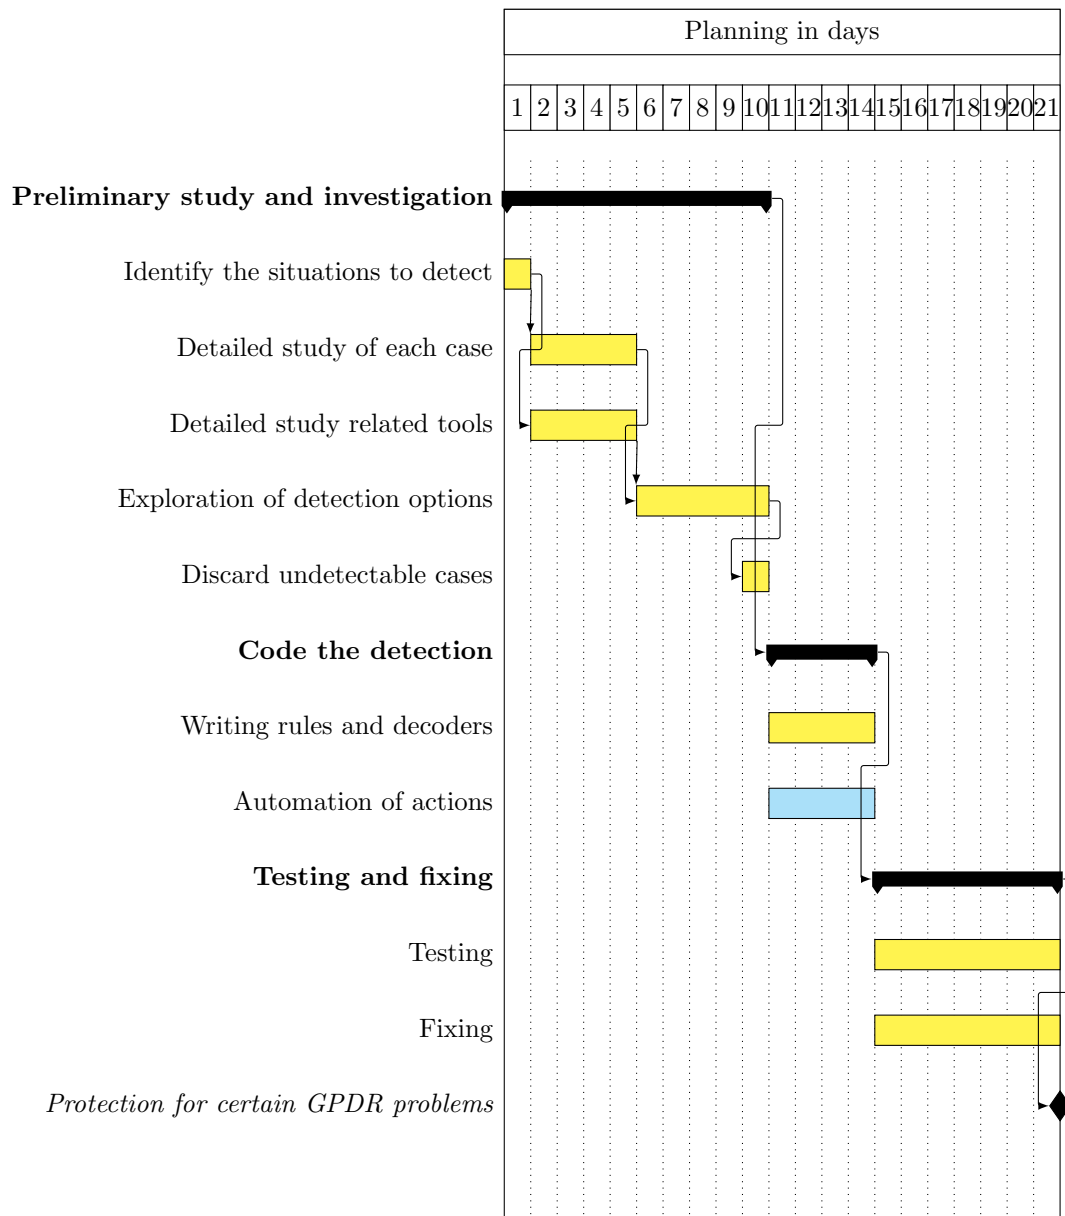 Planning in days
1 2 3 4 5 6 7 8 9 10 11 12 13 14 15 16 17 18 19 20 21
Preliminary study and investigation
Identify the situations to detect
Detailed study of each case
Detailed study related tools
Exploration of detection options
Discard undetectable cases
Code the detection
Writing rules and decoders
Automation of actions
Testing and fixing
Testing
Fixing
Protection for certain GPDR problems